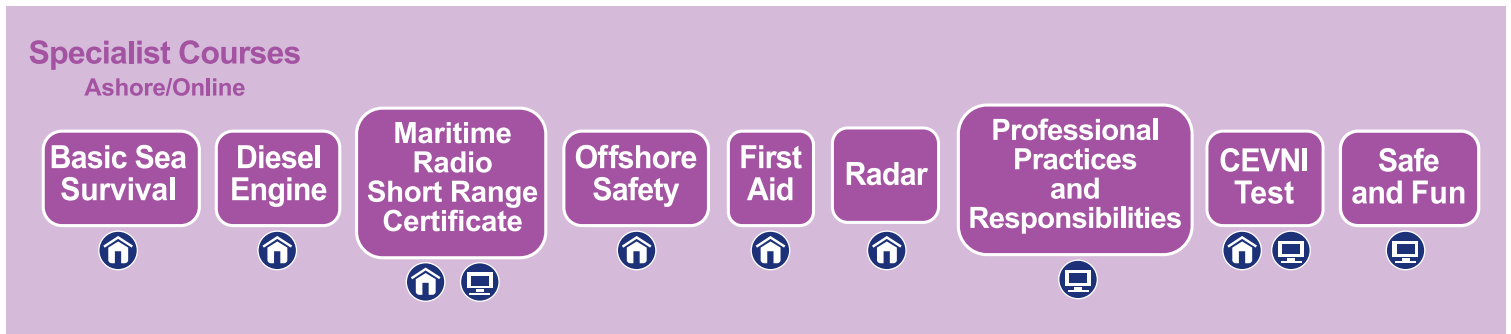 Specialist Courses
Ashore/Online
Basic Sea
Survival
Diesel
Engine
Maritime
Radio
Short Range
Certificate
Offshore
Safety
First
Aid
Radar
Professional
Practices
and
Responsibilities
CEVNI
Test
Safe
and Fun